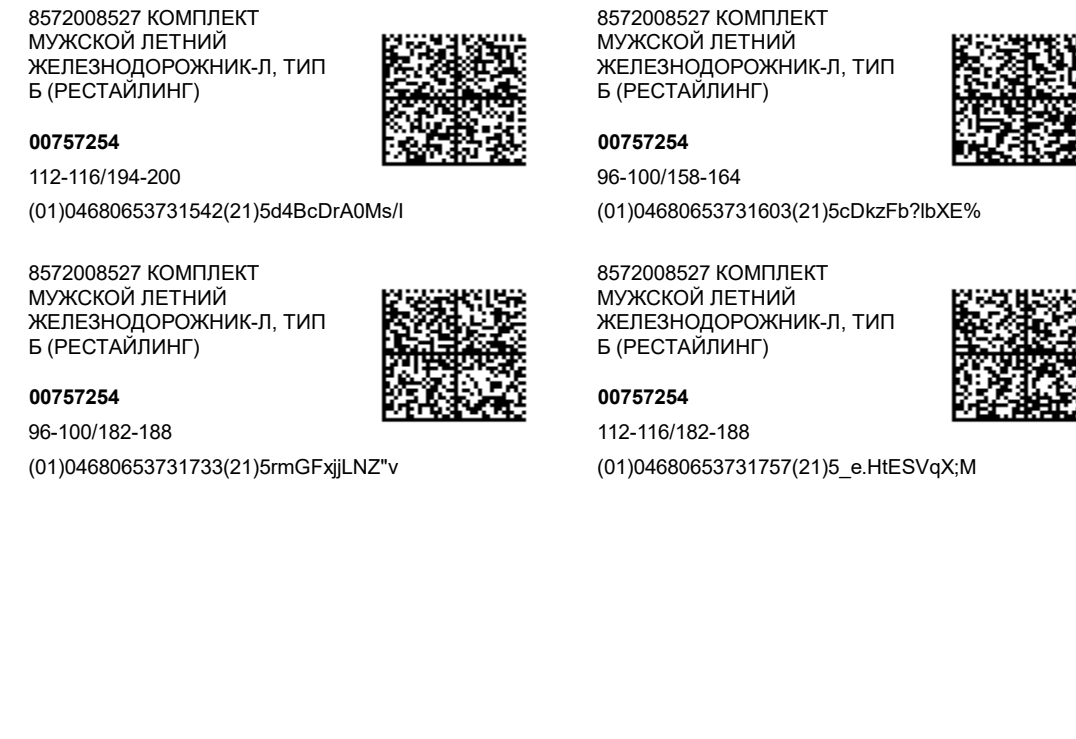 8572008527 КОМПЛЕКТ
МУЖСКОЙ ЛЕТНИЙ
ЖЕЛЕЗНОДОРОЖНИК-Л, ТИП
Б (РЕСТАЙЛИНГ)
00757254
112-116/194-200
(01)04680653731542(21)5d4BcDrA0Ms/I
8572008527 КОМПЛЕКТ
МУЖСКОЙ ЛЕТНИЙ
ЖЕЛЕЗНОДОРОЖНИК-Л, ТИП
Б (РЕСТАЙЛИНГ)
00757254
96-100/158-164
(01)04680653731603(21)5cDkzFb?lbXE%
8572008527 КОМПЛЕКТ
МУЖСКОЙ ЛЕТНИЙ
ЖЕЛЕЗНОДОРОЖНИК-Л, ТИП
Б (РЕСТАЙЛИНГ)
00757254
96-100/182-188
(01)04680653731733(21)5rmGFxjjLNZ"v
8572008527 КОМПЛЕКТ
МУЖСКОЙ ЛЕТНИЙ
ЖЕЛЕЗНОДОРОЖНИК-Л, ТИП
Б (РЕСТАЙЛИНГ)
00757254
112-116/182-188
(01)04680653731757(21)5_e.HtESVqX;M